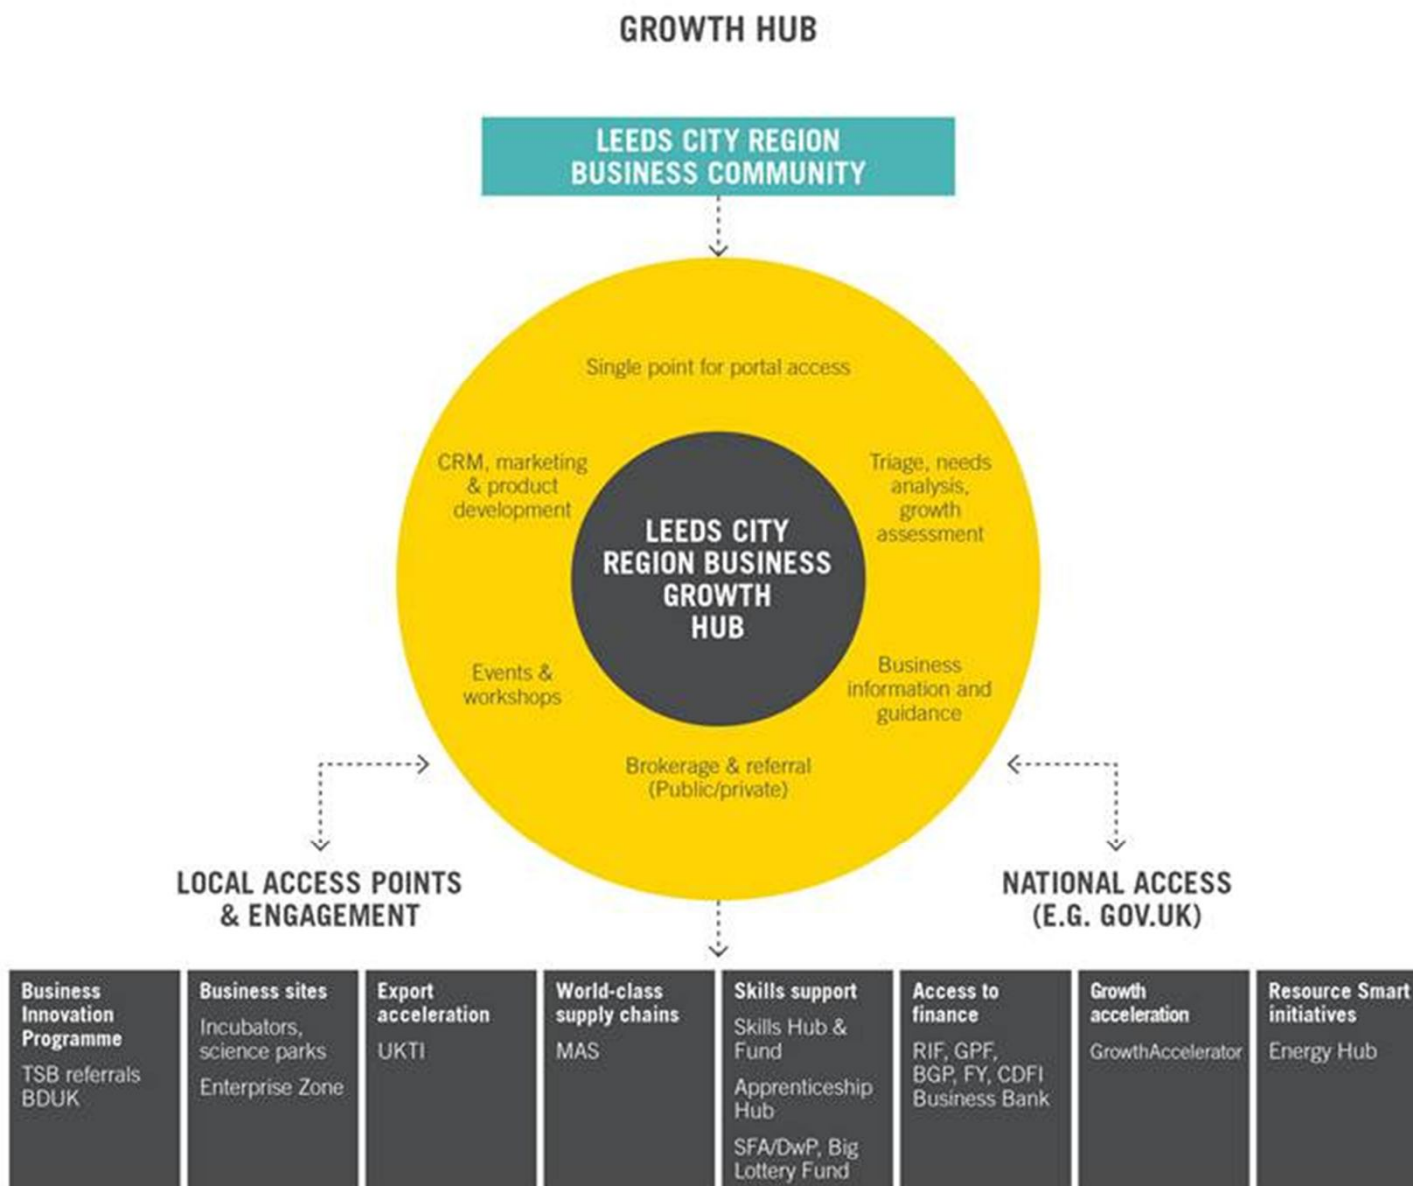 GROWTH HUB
LEEDS CITY REGION
BUSINESS COMMUNITY
Single point for portal access
CRM, marketing
& product
development
Triage, needs
analysis,
growth
assessment
LEEDS CITY
REGION BUSINESS
GROWTH
HUB
Events &
workshops
Business
information and
guidance
Brokerage & referral
(Public/private)
LOCAL ACCESS POINTS
& ENGAGEMENT
NATIONAL ACCESS
(E.G. GOV.UK)
Business
Innovation
Programme
TSB referrals
BDUK
Business sites
Incubators,
science parks
Enterprise Zone
Export
acceleration
UKTI
World-class
supply chains
MAS
Skills support
Skills Hub &
Fund
Apprenticeship
Hub
SFA/DwP, Big
Lottery Fund
Access to
finance
RIF, GPF,
BGP, FY, CDFI
Business Bank
Growth
acceleration
GrowthAccelerator
Resource Smart
initiatives
Energy Hub